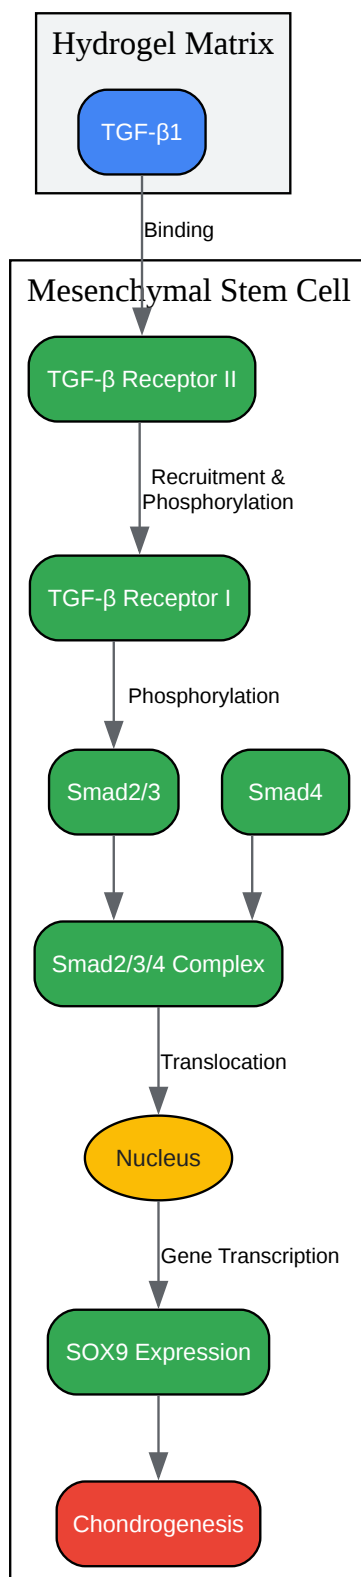 Hydrogel Matrix
TGF-β1
Binding
Mesenchymal Stem Cell
TGF-β Receptor II
Recruitment &
Phosphorylation
TGF-β Receptor I
Phosphorylation
Smad2/3
Smad4
Smad2/3/4 Complex
Translocation
Nucleus
Gene Transcription
SOX9 Expression
Chondrogenesis